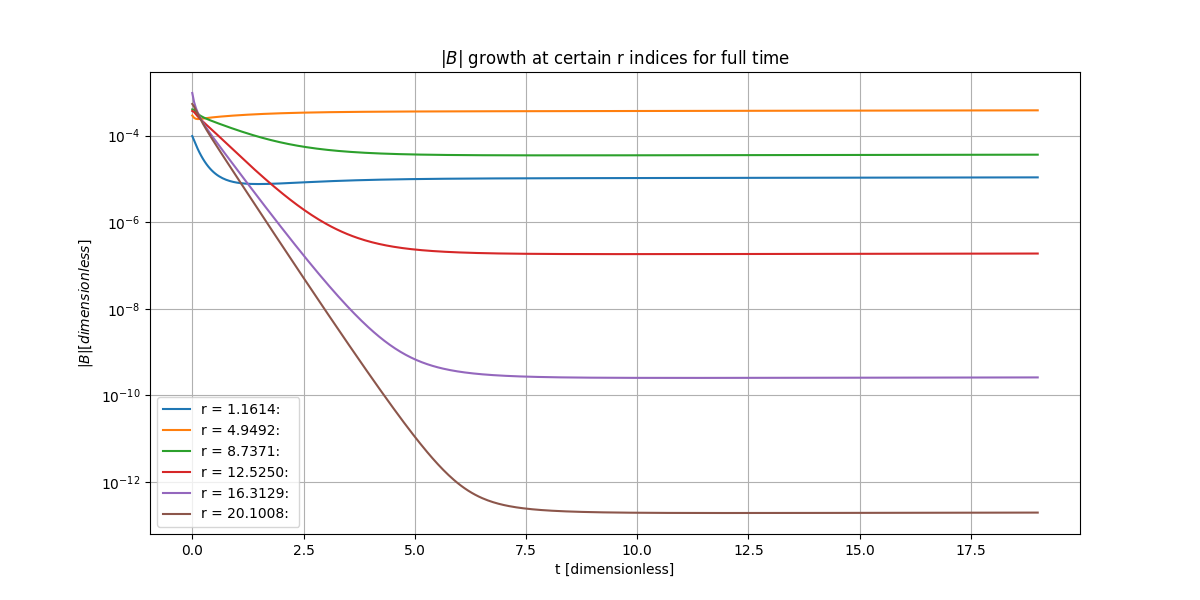 |B| growth at certain r indices for full time
|B|[dimensionless]
10⁻⁴
10⁻⁶
10⁻⁸
10⁻¹⁰
10⁻¹²
r = 1.1614:
r = 4.9492:
r = 8.7371:
r = 12.5250:
r = 16.3129:
r = 20.1008:
0.0 2.5 5.0 7.5 10.0 12.5 15.0 17.5
t [dimensionless]